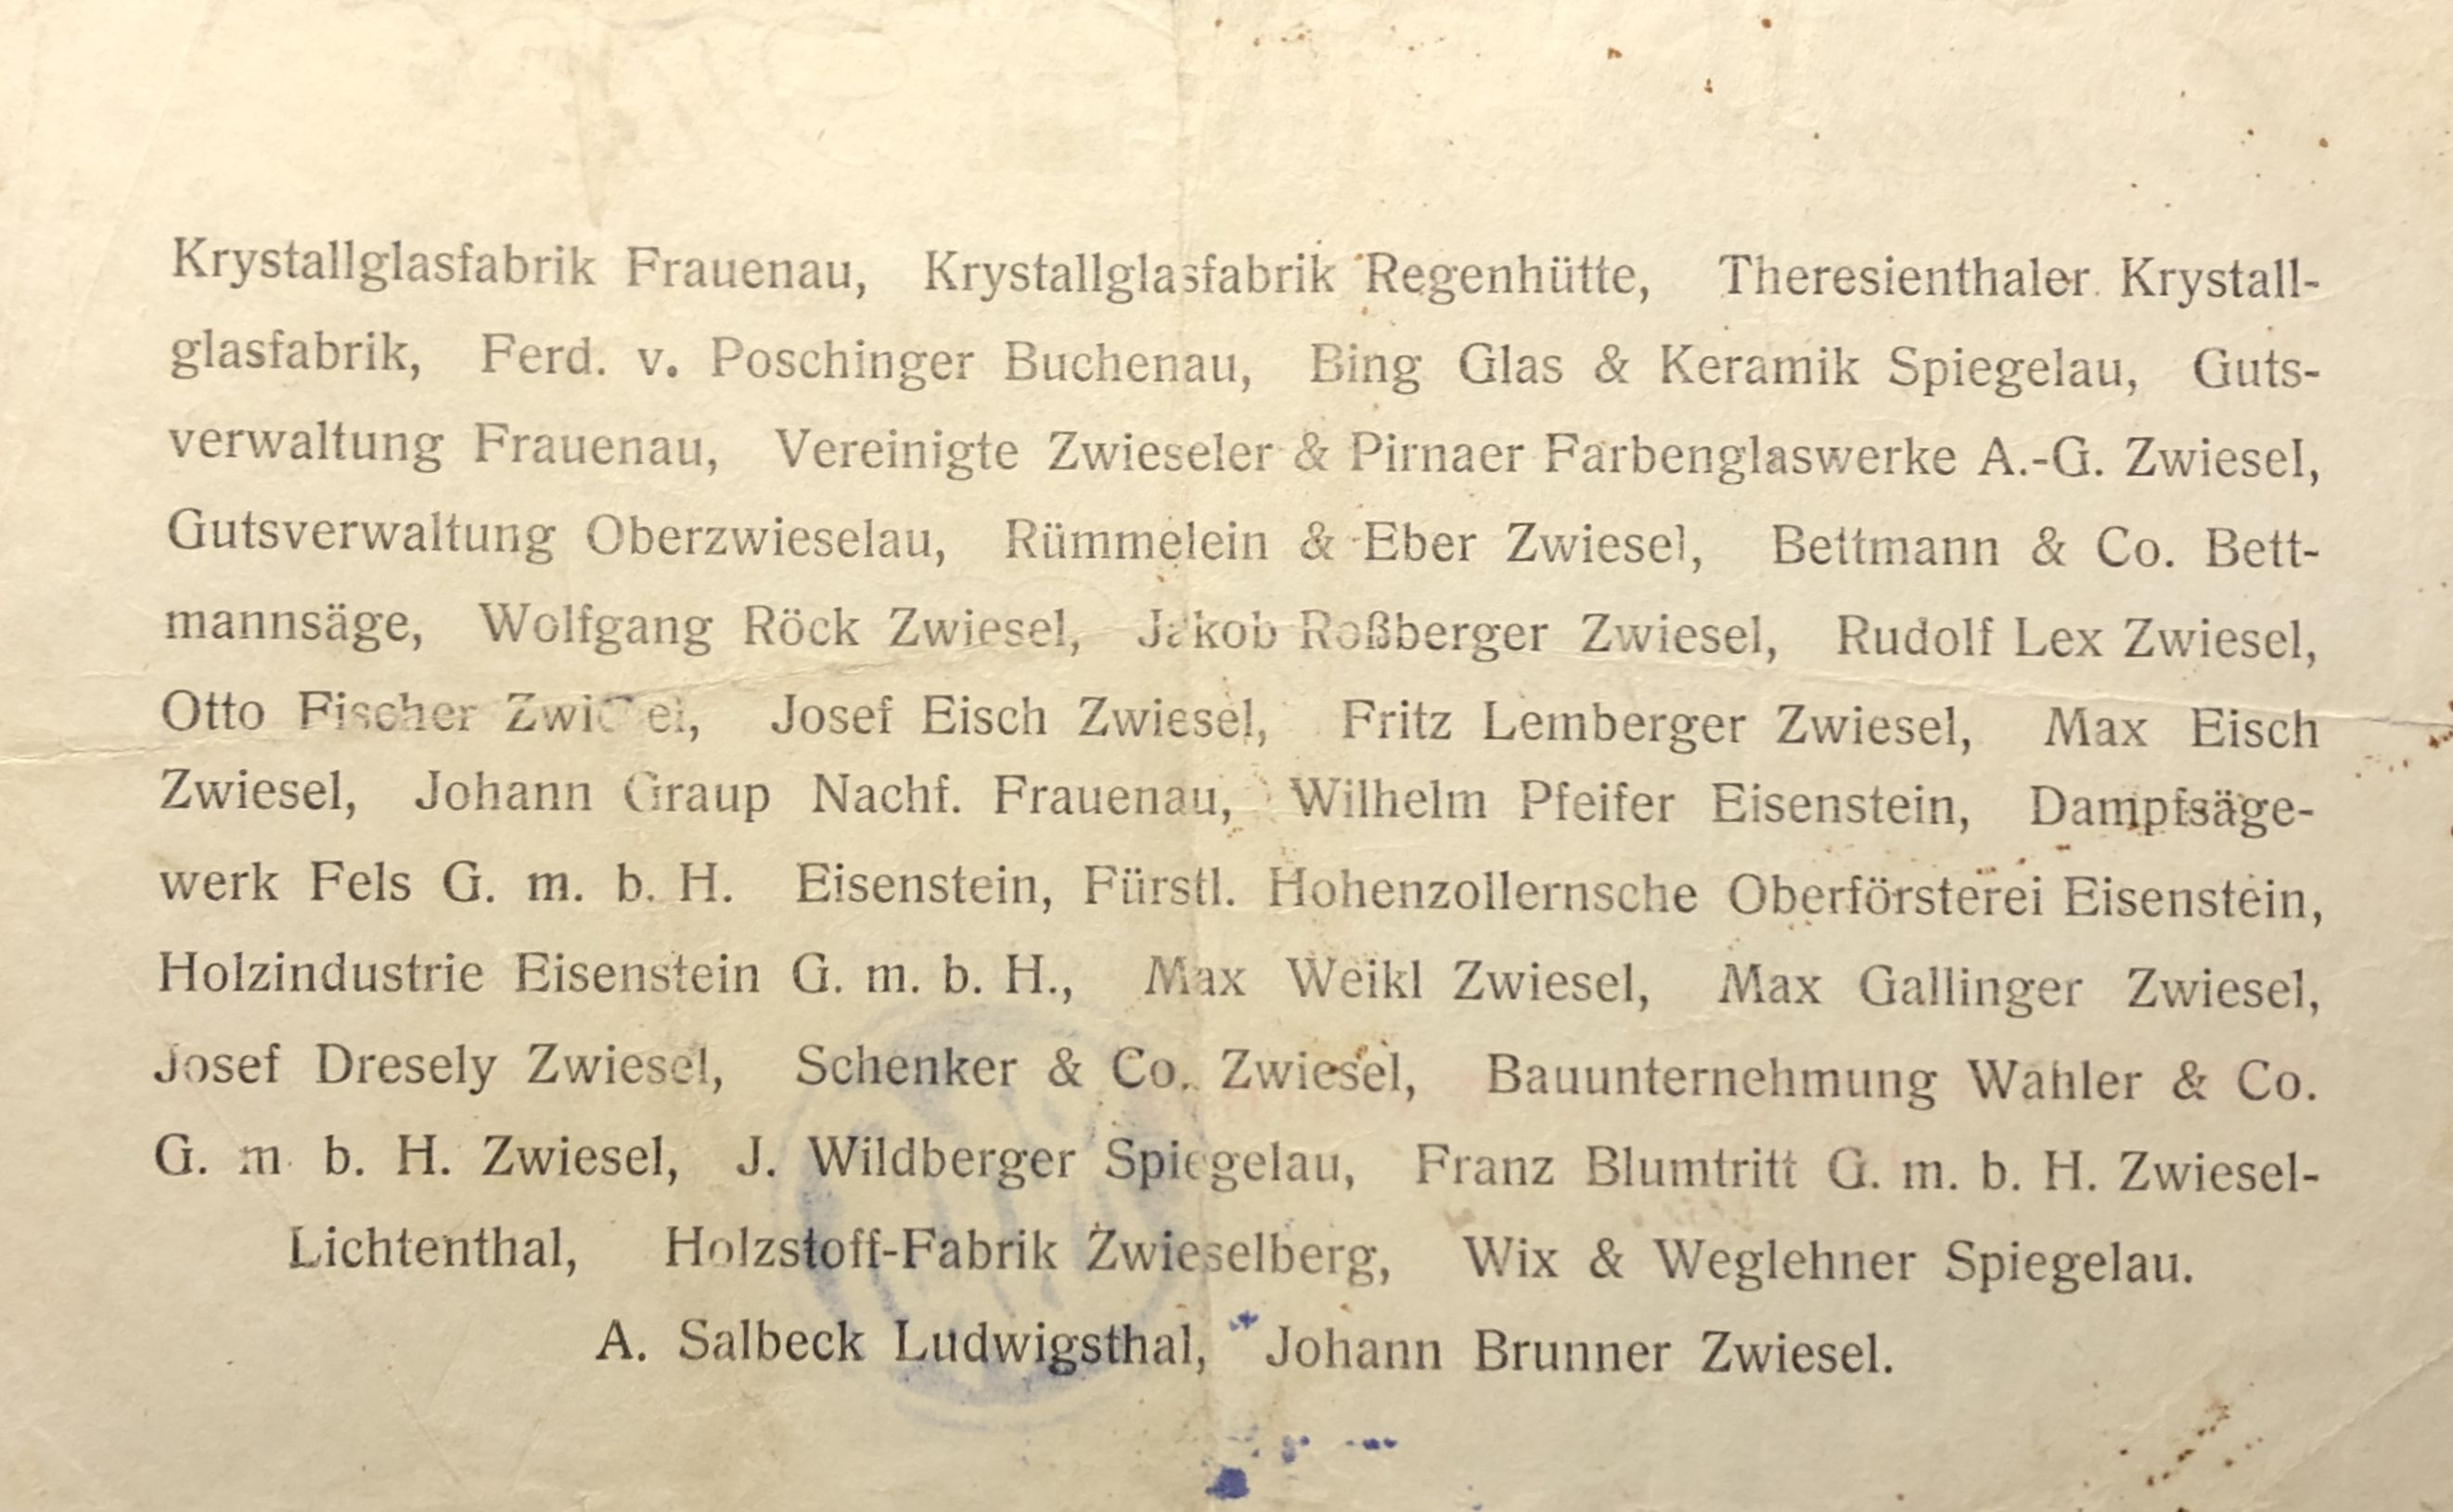 Krystallglasfabrik Frauenau, Krystallglasfabrik Regenhütte, Theresienthaler Krystall-
glasfabrik, Ferd. v. Poschinger Buchenau, Bing Glas & Keramik Spiegelau, Guts-
verwaltung Frauenau, Vereinigte Zwieseler & Pirnaer Farbenglaswerke A.-G. Zwiesel,
Gutsverwaltung Oberzwieselau, Rümmelein & Eber Zwiesel, Bettmann & Co. Bett-
mannsäge, Wolfgang Röck Zwiesel, Jakob Roßberger Zwiesel, Rudolf Lex Zwiesel,
Otto Fischer Zwiesel, Josef Eisch Zwiesel, Fritz Lemberger Zwiesel, Max Eisch
Zwiesel, Johann Graup Nachf. Frauenau, Wilhelm Pfeifer Eisenstein, Dampfsäge-
werk Fels G. m. b. H. Eisenstein, Fürstl. Hohenzollernsche Oberförsterei Eisenstein,
Holzindustrie Eisenstein G. m. b. H., Max Weikl Zwiesel, Max Gallinger Zwiesel,
Josef Dresely Zwiesel, Schenker & Co. Zwiesel, Bauunternehmung Wahler & Co.
G. m. b. H. Zwiesel, J. Wildberger Spiegelau, Franz Blumtritt G. m. b. H. Zwiesel-
Lichtenthal, Holzstoff-Fabrik Zwieselberg, Wix & Weglehner Spiegelau.
A. Salbeck Ludwigsthal, Johann Brunner Zwiesel.